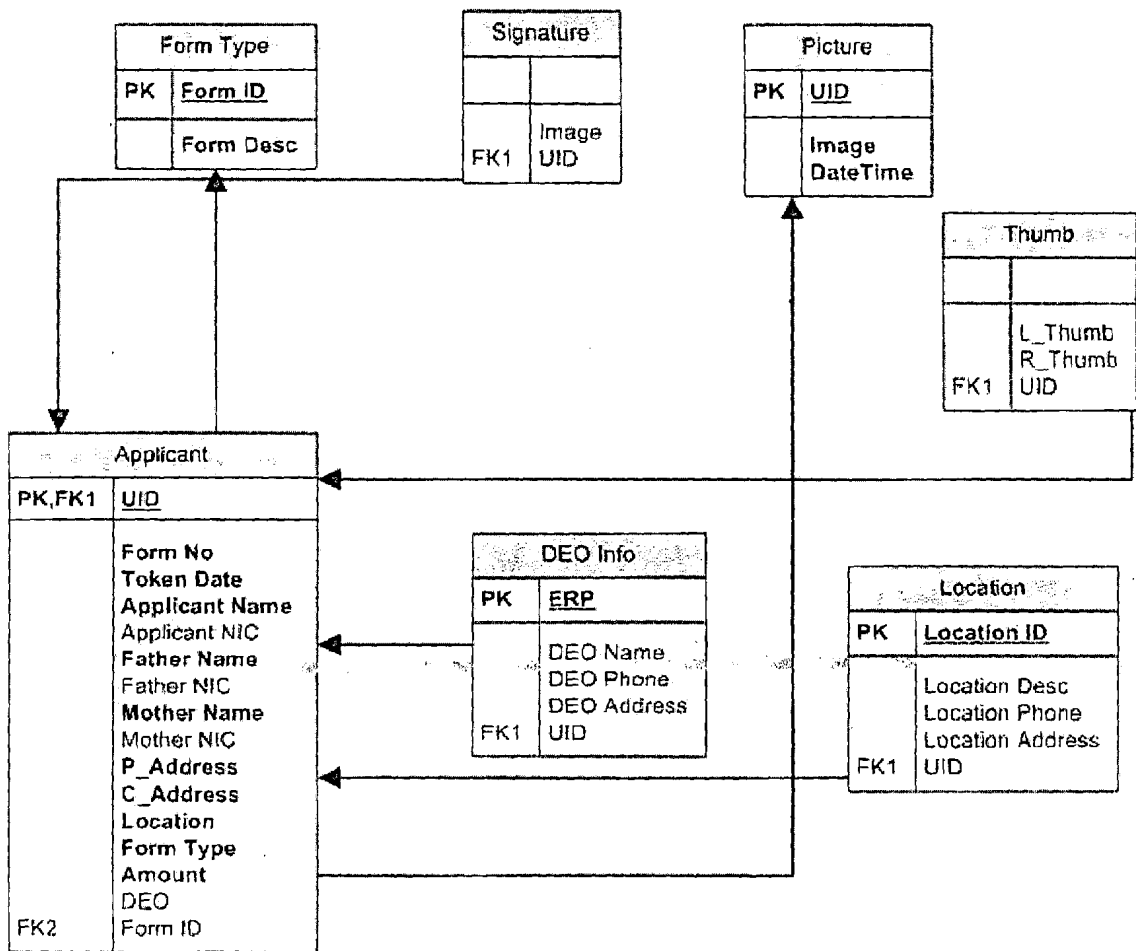 Form Type
PK Form ID
Form Desc
Signature
Image
FK1 UID
Picture
PK UID
Image
DateTime
Thumb
L_Thumb
R_Thumb
FK1 UID
Applicant
PK,FK1 UID
Form No
Token Date
Applicant Name
Applicant NIC
Father Name
Father NIC
Mother Name
Mother NIC
P_Address
C_Address
Location
Form Type
Amount
DEO
FK2 Form ID
DEO Info
PK ERP
DEO Name
DEO Phone
DEO Address
FK1 UID
Location
PK Location ID
Location Desc
Location Phone
Location Address
FK1 UID